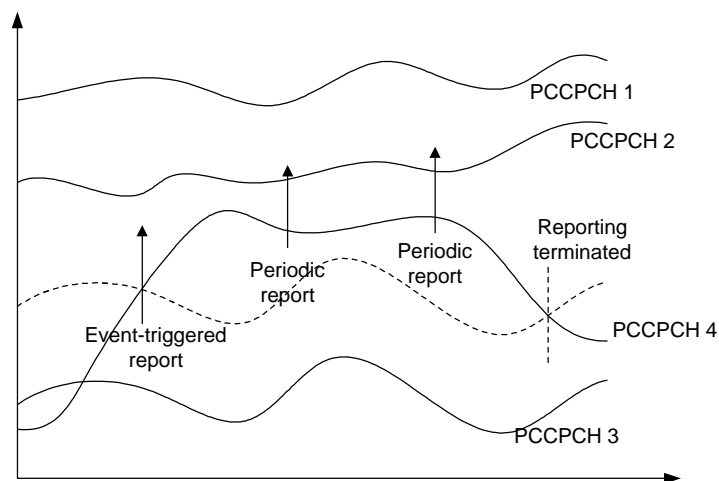 PCCPCH 1
PCCPCH 2
Reporting
terminated
Periodic
report
Periodic
report
Event-triggered
report
PCCPCH 4
PCCPCH 3